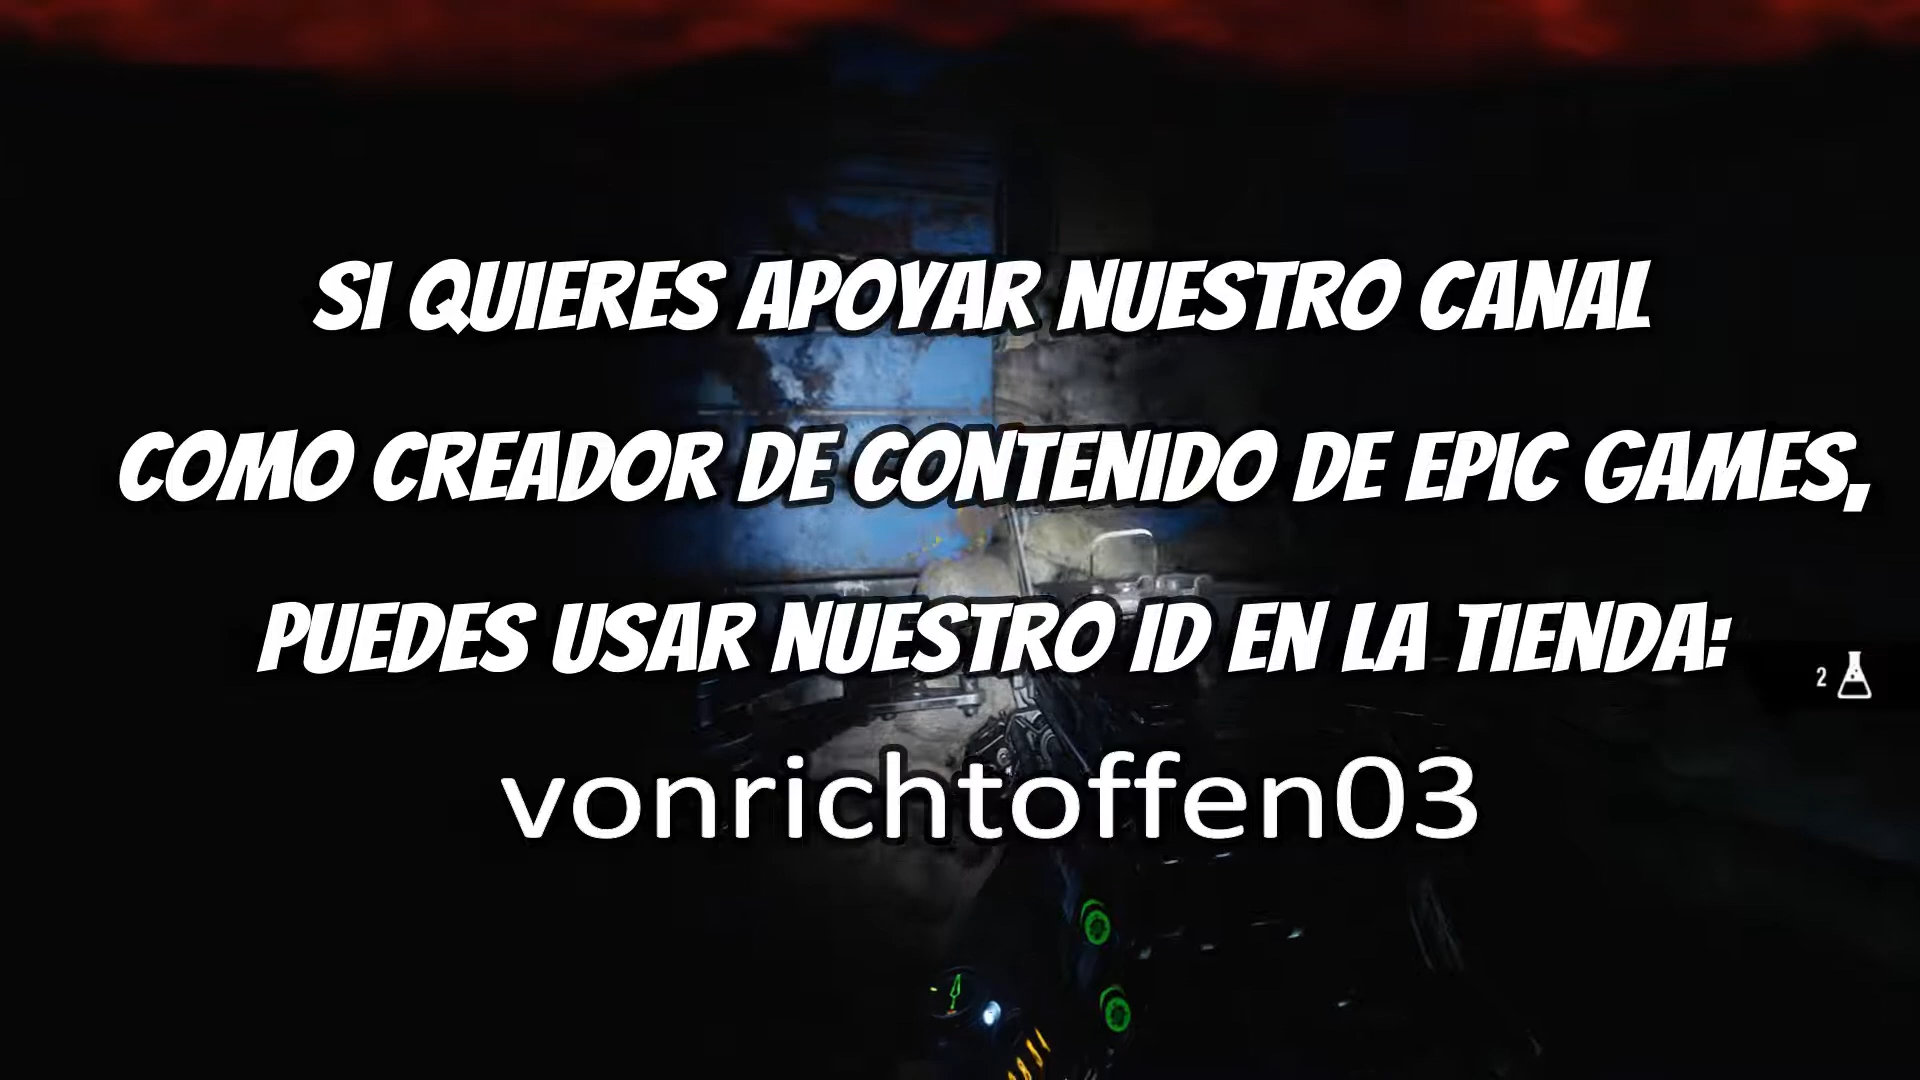 SI QUIERES APOYAR NUESTRO CANAL
COMO CREADOR DE CONTENIDO DE EPIC GAMES,
PUEDES USAR NUESTRO ID EN LA TIENDA:
2
vonrichtoffen03